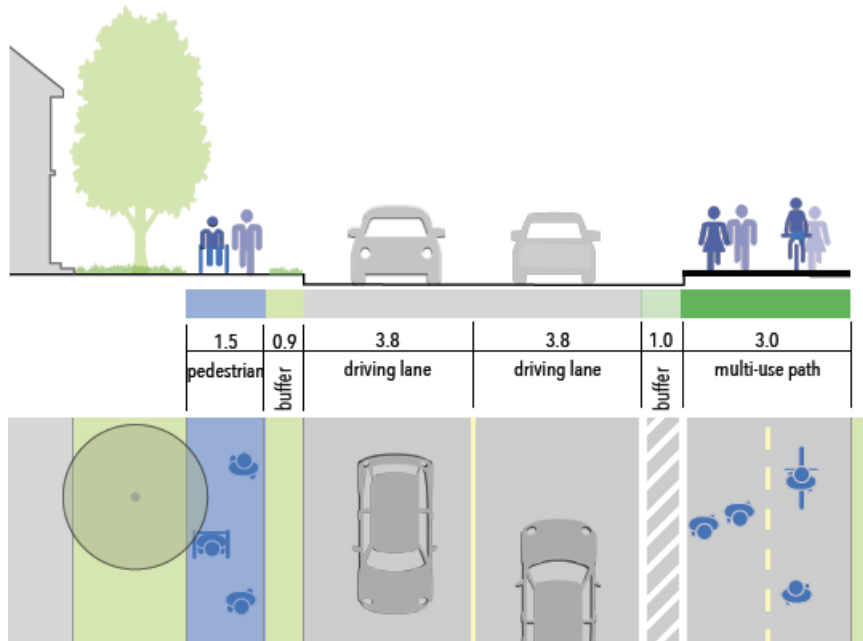 1.5 0.9 3.8 3.8 1.0 3.0
pedestrian buffer driving lane driving lane buffer multi-use path